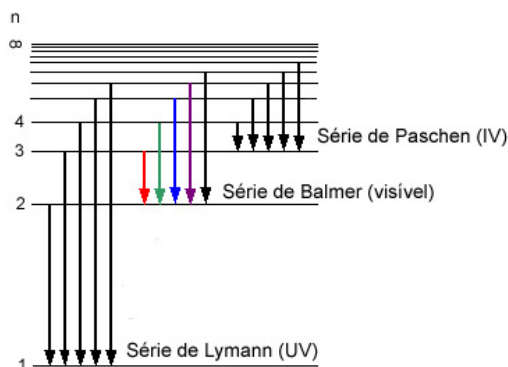 n
∞
4
3
Série de Paschen (IV)
2
Série de Balmer (visível)
1
Série de Lymann (UV)